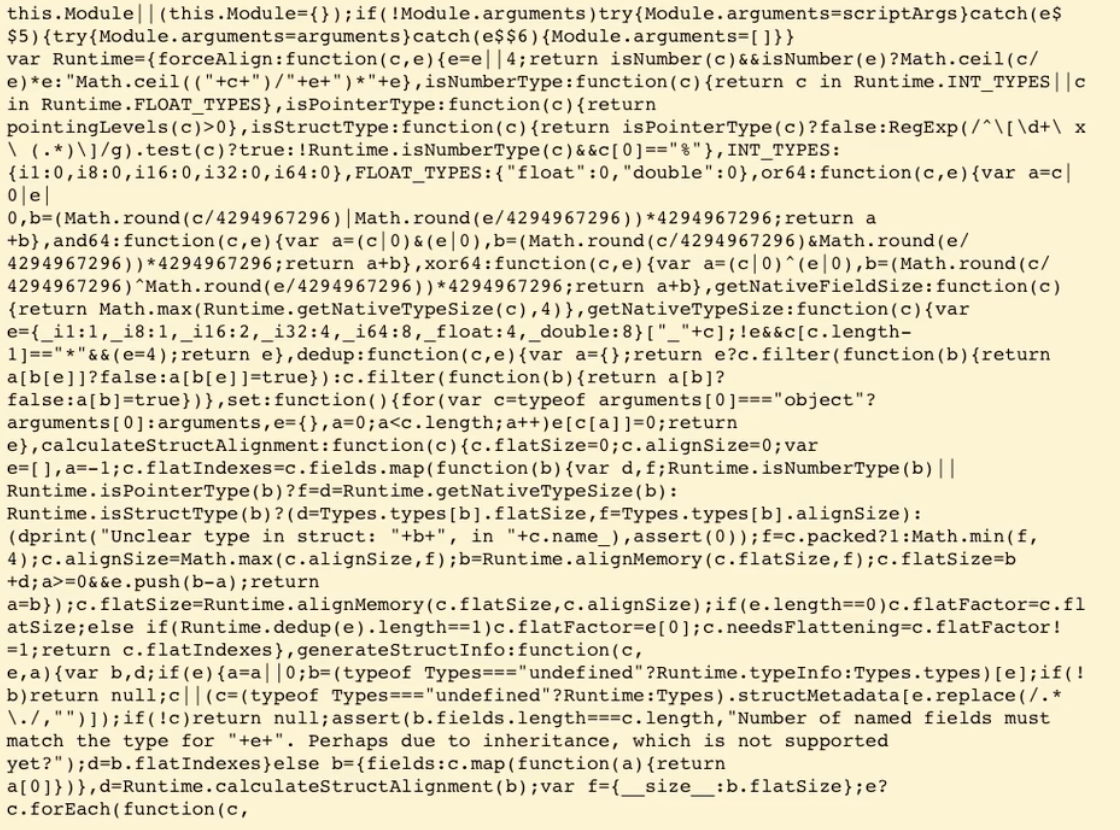 this.Module||(this.Module={});if(!Module.arguments)try{Module.arguments=scriptArgs}catch(e$
$5){try{Module.arguments=arguments}catch(e$$6){Module.arguments=[]}}
var Runtime={forceAlign:function(c,e){e=e||4;return isNumber(c)&&isNumber(e)?Math.ceil(c/
e)*e:"Math.ceil(("+c+")/"+e+")*"+e},isNumberType:function(c){return c in Runtime.INT_TYPES||c
in Runtime.FLOAT_TYPES},isPointerType:function(c){return
pointingLevels(c)>0},isStructType:function(c){return isPointerType(c)?false:RegExp(/^\[\d+\ x
\ (.*)\]/g).test(c)?true:!Runtime.isNumberType(c)&&c[0]=="%"},INT_TYPES:
{i1:0,i8:0,i16:0,i32:0,i64:0},FLOAT_TYPES:{"float":0,"double":0},or64:function(c,e){var a=c|
0|e|
0,b=(Math.round(c/4294967296)|Math.round(e/4294967296))*4294967296;return a
+b},and64:function(c,e){var a=(c|0)&(e|0),b=(Math.round(c/4294967296)&Math.round(e/
4294967296))*4294967296;return a+b},xor64:function(c,e){var a=(c|0)^(e|0),b=(Math.round(c/
4294967296)^Math.round(e/4294967296))*4294967296;return a+b},getNativeFieldSize:function(c)
{return Math.max(Runtime.getNativeTypeSize(c),4)},getNativeTypeSize:function(c){var
e={_i1:1,_i8:1,_i16:2,_i32:4,_i64:8,_float:4,_double:8}["_"+c];!e&&c[c.length-
1]=="*"&&(e=4);return e},dedup:function(c,e){var a={};return e?c.filter(function(b){return
a[b[e]]?false:a[b[e]]=true}):c.filter(function(b){return a[b]?
false:a[b]=true})},set:function(){for(var c=typeof arguments[0]==="object"?
arguments[0]:arguments,e={},a=0;a<c.length;a++)e[c[a]]=0;return
e},calculateStructAlignment:function(c){c.flatSize=0;c.alignSize=0;var
e=[],a=-1;c.flatIndexes=c.fields.map(function(b){var d,f;Runtime.isNumberType(b)||
Runtime.isPointerType(b)?f=d=Runtime.getNativeTypeSize(b):
Runtime.isStructType(b)?(d=Types.types[b].flatSize,f=Types.types[b].alignSize):
(dprint("Unclear type in struct: "+b+", in "+c.name_),assert(0));f=c.packed?1:Math.min(f,
4);c.alignSize=Math.max(c.alignSize,f);b=Runtime.alignMemory(c.flatSize,f);c.flatSize=b
+d;a>=0&&e.push(b-a);return
a=b});c.flatSize=Runtime.alignMemory(c.flatSize,c.alignSize);if(e.length==0)c.flatFactor=c.fl
atSize;else if(Runtime.dedup(e).length==1)c.flatFactor=e[0];c.needsFlattening=c.flatFactor!
=1;return c.flatIndexes},generateStructInfo:function(c,
e,a){var b,d;if(e){a=a||0;b=(typeof Types==="undefined"?Runtime.typeInfo:Types.types)[e];if(!
b)return null;c||(c=(typeof Types==="undefined"?Runtime:Types).structMetadata[e.replace(/.*
\./,"")]);if(!c)return null;assert(b.fields.length===c.length,"Number of named fields must
match the type for "+e+". Perhaps due to inheritance, which is not supported
yet?");d=b.flatIndexes}else b={fields:c.map(function(a){return
a[0]})},d=Runtime.calculateStructAlignment(b);var f={__size__:b.flatSize};e?
c.forEach(function(c,